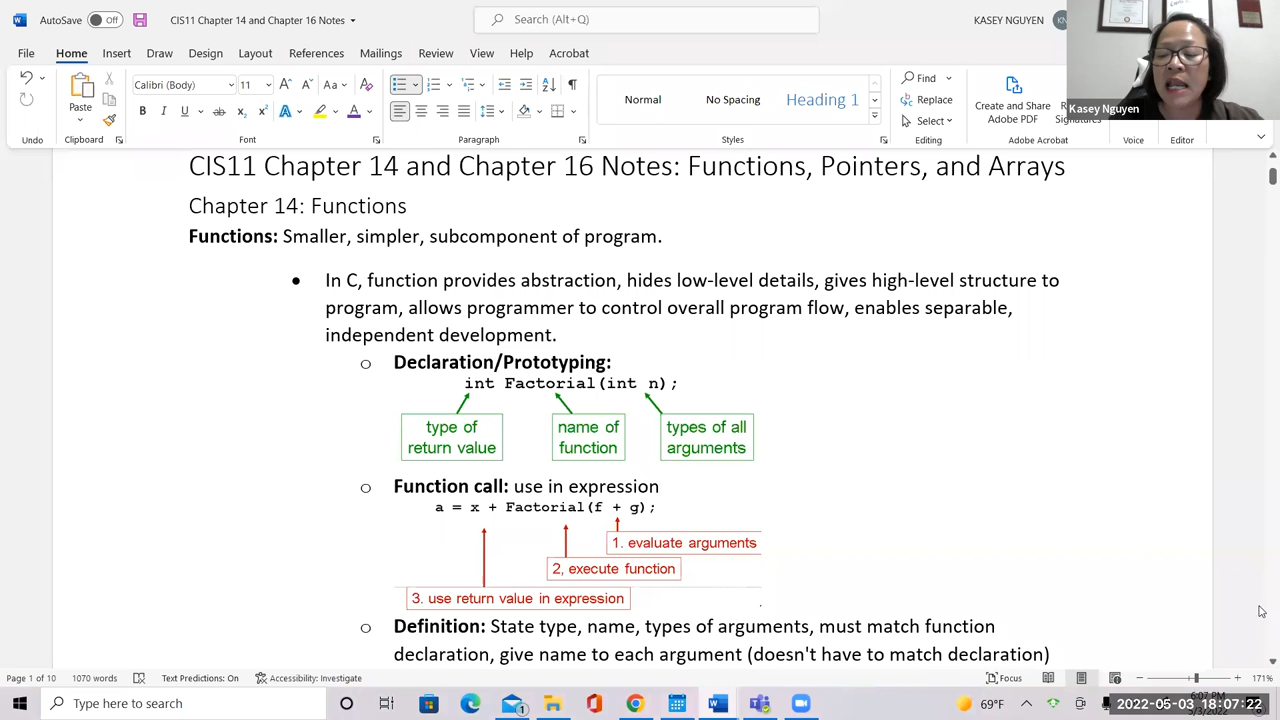 AutoSave Off
CIS11 Chapter 14 and Chapter 16 Notes
Search (Alt+Q)
KASEY NGUYEN
File Home Insert Draw Design Layout References Mailings Review View Help Acrobat
Calibri (Body) 11
Aa
Paste
Normal
No Spacing
Heading 1
Find
Replace
Select
Create and Share
Adobe PDF
Signatures
Kasey Nguyen
Undo Clipboard Font Paragraph Styles Editing Adobe Acrobat Voice Editor
CIS11 Chapter 14 and Chapter 16 Notes: Functions, Pointers, and Arrays
Chapter 14: Functions
Functions: Smaller, simpler, subcomponent of program.
• In C, function provides abstraction, hides low-level details, gives high-level structure to
program, allows programmer to control overall program flow, enables separable,
independent development.
o Declaration/Prototyping:
int Factorial(int n);
type of
return value
name of
function
types of all
arguments
o Function call: use in expression
a = x + Factorial(f + g);
1. evaluate arguments
2, execute function
3. use return value in expression
o Definition: State type, name, types of arguments, must match function
declaration, give name to each argument (doesn't have to match declaration)
Page 1 of 10 1070 words Text Predictions: On Accessibility: Investigate Focus 171%
Type here to search
69°F
6:07 PM
5/3/2022
2022-05-03 18:07:22